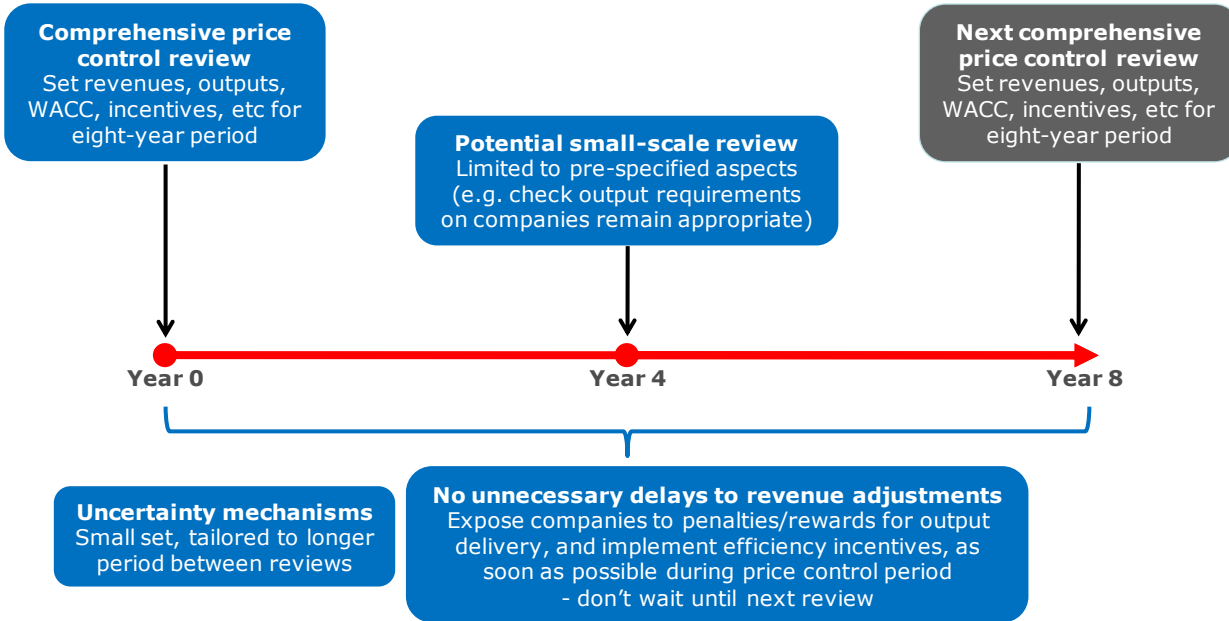 Comprehensive price
control review
Set revenues, outputs,
WACC, incentives, etc for
eight-year period
Potential small-scale review
Limited to pre-specified aspects
(e.g. check output requirements
on companies remain appropriate)
Next comprehensive
price control review
Set revenues, outputs,
WACC, incentives, etc for
eight-year period
Year 0
Year 4
Year 8
Uncertainty mechanisms
Small set, tailored to longer
period between reviews
No unnecessary delays to revenue adjustments
Expose companies to penalties/rewards for output
delivery, and implement efficiency incentives, as
soon as possible during price control period
- don’t wait until next review